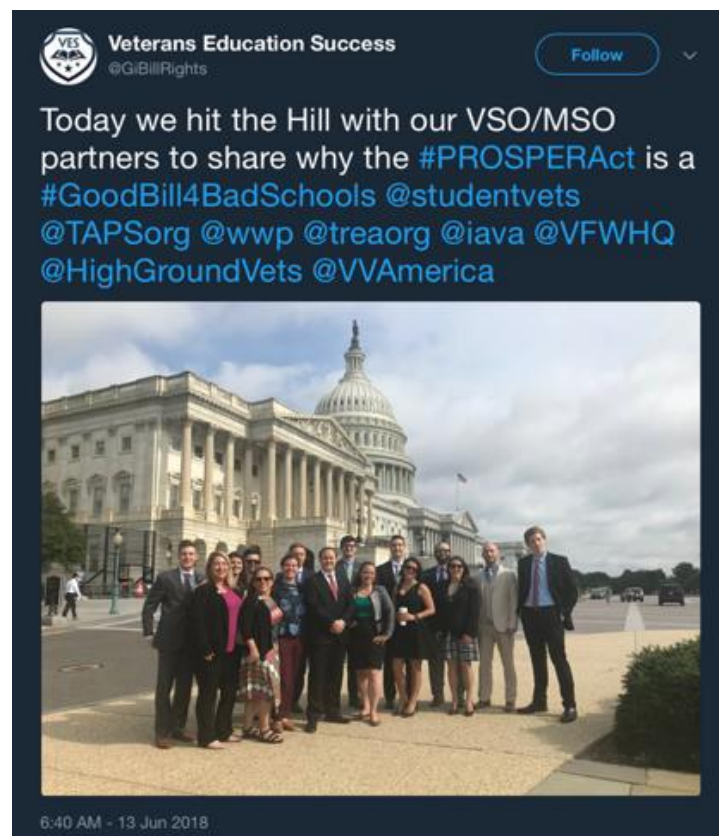 VES
Veterans Education Success
@GiBillRights
Follow
Today we hit the Hill with our VSO/MSO
partners to share why the #PROSPERAct is a
#GoodBill4BadSchools @studentvets
@TAPSorg @wwp @treaorg @iava @VFWHQ
@HighGroundVets @VVAmerica
6:40 AM - 13 Jun 2018